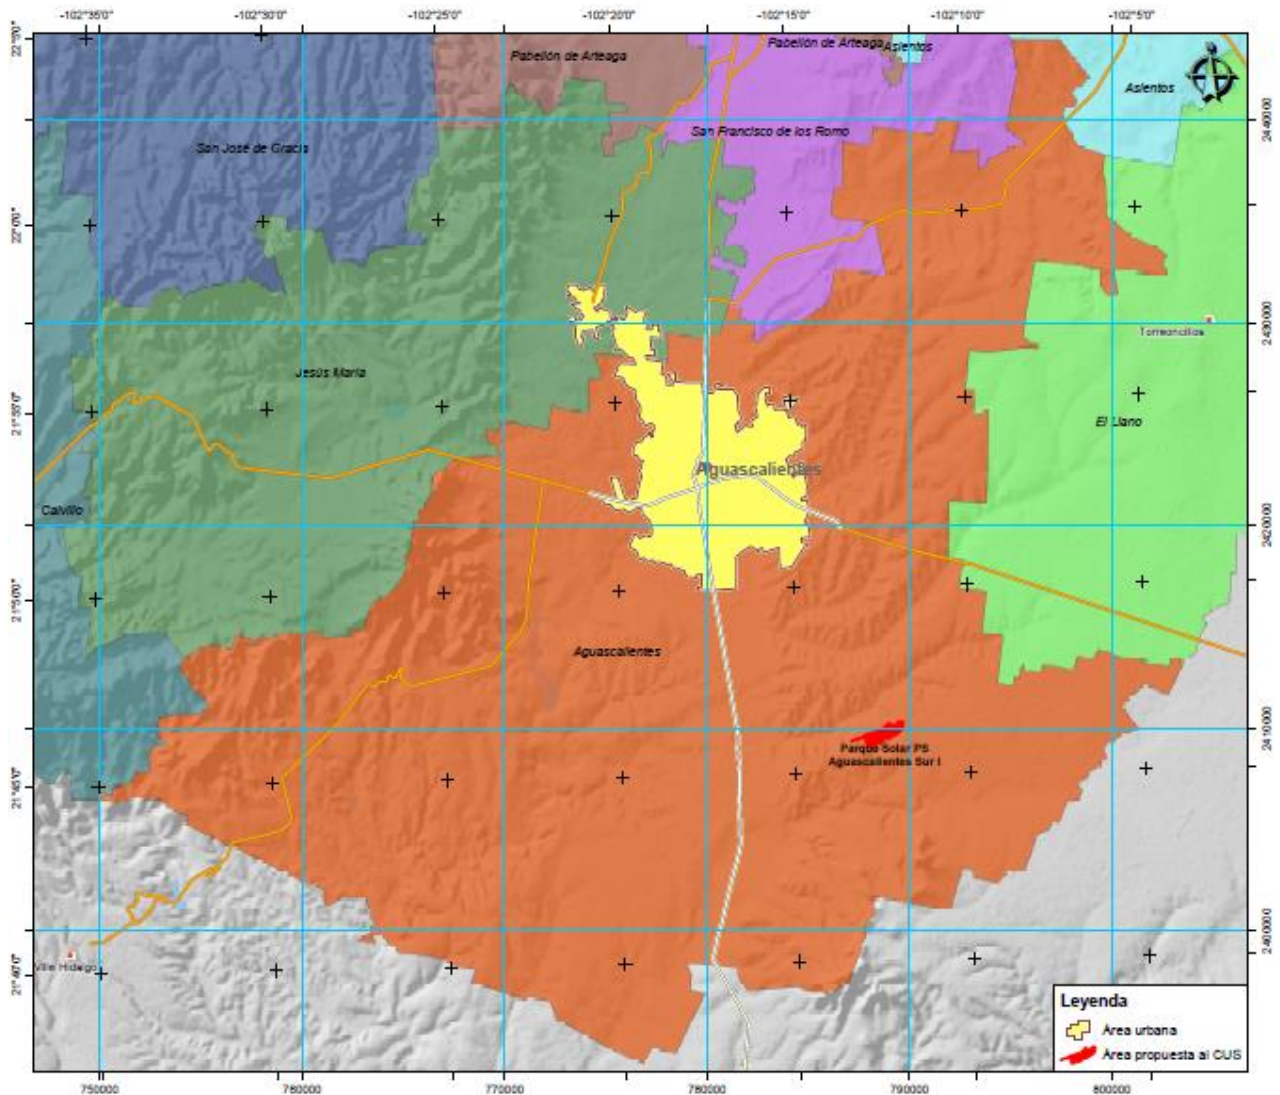 -102°35'0" -102°30'0" -102°25'0" -102°20'0" -102°15'0" -102°10'0" -102°5'0"
22°5'0"
Pabellón de Arteaga
Pabellón de Arteaga
Asientos
Asientos
San José de Gracia
San Francisco de los Romo
2440000
22°0'0"
2430000
Jesús María
El Llano
21°55'0"
Aguascalientes
Calvillo
2420000
21°50'0"
Aguascalientes
2410000
Parque Solar PS
Aguascalientes Sur I
21°45'0"
2400000
Villa Hidalgo
21°40'0"
Leyenda
Área urbana
Área propuesta al CUS
750000 760000 770000 780000 790000 800000